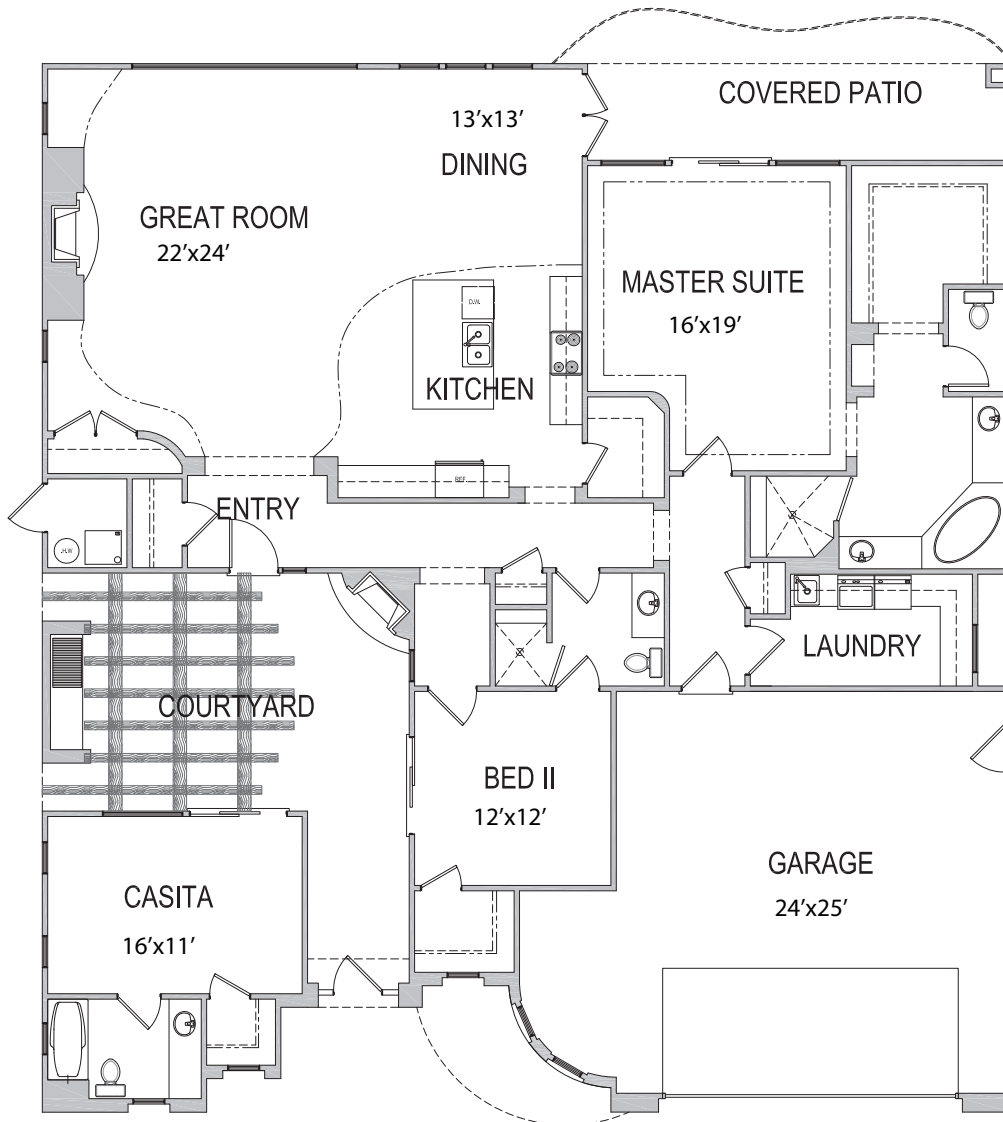 COVERED PATIO
13’x13’
DINING
GREAT ROOM
22’x24’
MASTER SUITE
16’x19’
D.W.
KITCHEN
REF.
ENTRY
.H.W
LAUNDRY
COURTYARD
BED II
12’x12’
CASITA
16’x11’
GARAGE
24’x25’